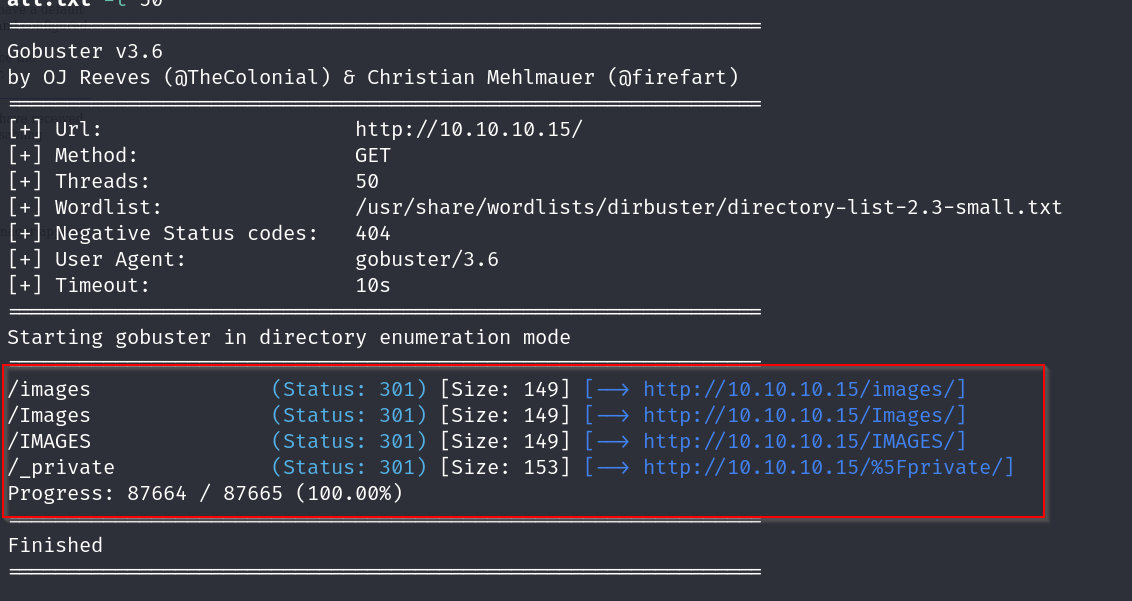 all.txt -t 50
===============================================================
Gobuster v3.6
by OJ Reeves (@TheColonial) & Christian Mehlmauer (@firefart)
===============================================================
[+] Url:                     http://10.10.10.15/
[+] Method:                  GET
[+] Threads:                 50
[+] Wordlist:                /usr/share/wordlists/dirbuster/directory-list-2.3-small.txt
[+] Negative Status codes:   404
[+] User Agent:              gobuster/3.6
[+] Timeout:                 10s
===============================================================
Starting gobuster in directory enumeration mode
===============================================================
/images               (Status: 301) [Size: 149] [--> http://10.10.10.15/images/]
/Images               (Status: 301) [Size: 149] [--> http://10.10.10.15/Images/]
/IMAGES               (Status: 301) [Size: 149] [--> http://10.10.10.15/IMAGES/]
/_private             (Status: 301) [Size: 153] [--> http://10.10.10.15/%5Fprivate/]
Progress: 87664 / 87665 (100.00%)
===============================================================
Finished
===============================================================